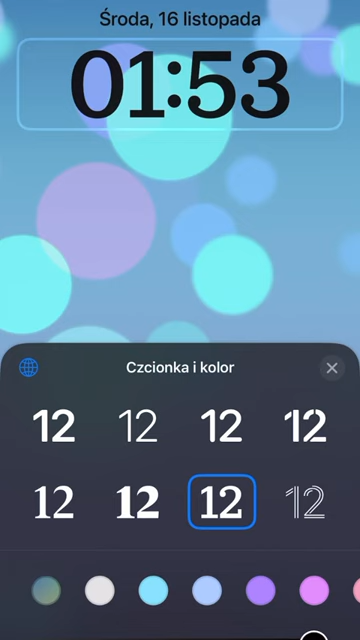 Środa, 16 listopada
01:53
Czcionka i kolor
12 12 12 12
12 12 12 12